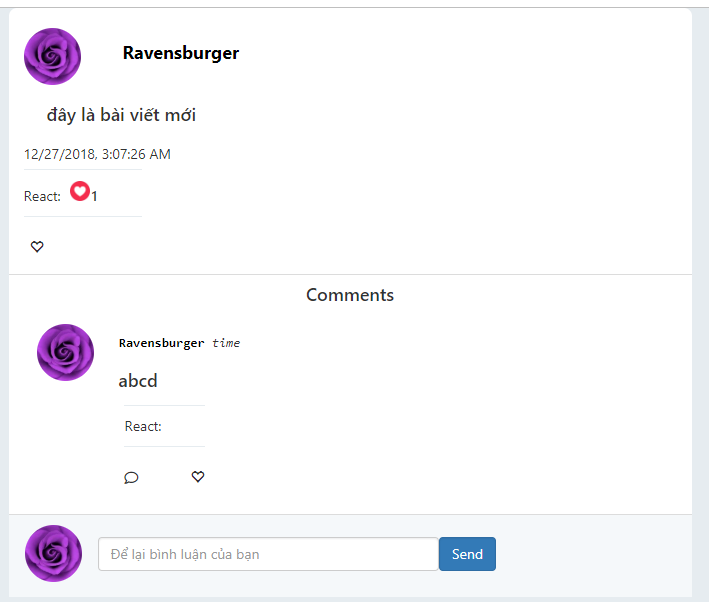 Ravensburger
đây là bài viết mới
12/27/2018, 3:07:26 AM
React: 1
Comments
Ravensburger time
abcd
React:
Để lại bình luận của bạn
Send